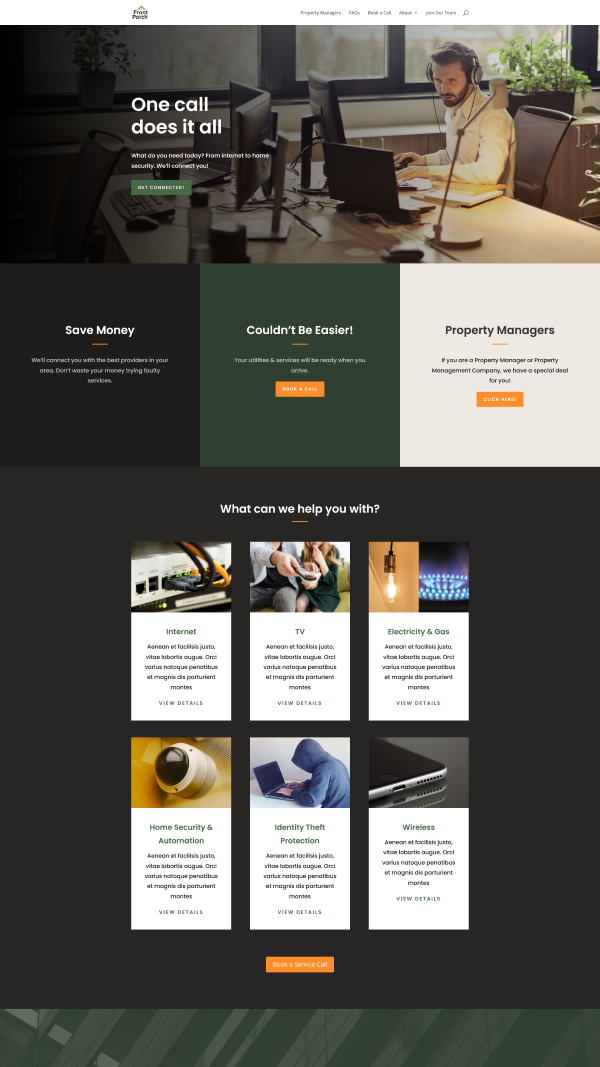 Front
Porch
Property Managers
FAQs
Book a Call
About
Join Our Team
One call
does it all
What do you need today? From internet to home
security. We'll connect you!
GET CONNECTED!
Save Money
We'll connect you with the best providers in your
area. Don't waste your money trying faulty
services.
Couldn't Be Easier!
Your utilities & services will be ready when you
arrive.
BOOK A CALL
Property Managers
If you are a Property Manager or Property
Management Company, we have a special deal
for you!
CLICK HERE!
What can we help you with?
Internet
Aenean et facilisis justo,
vitae lobortis augue. Orci
varius natoque penatibus
et magnis dis parturient
montes
VIEW DETAILS
TV
Aenean et facilisis justo,
vitae lobortis augue. Orci
varius natoque penatibus
et magnis dis parturient
montes
VIEW DETAILS
Electricity & Gas
Aenean et facilisis justo,
vitae lobortis augue. Orci
varius natoque penatibus
et magnis dis parturient
montes
VIEW DETAILS
Home Security &
Automation
Aenean et facilisis justo,
vitae lobortis augue. Orci
varius natoque penatibus
et magnis dis parturient
montes
VIEW DETAILS
Identity Theft
Protection
Aenean et facilisis justo,
vitae lobortis augue. Orci
varius natoque penatibus
et magnis dis parturient
montes
VIEW DETAILS
Wireless
Aenean et facilisis justo,
vitae lobortis augue. Orci
varius natoque penatibus
et magnis dis parturient
montes
VIEW DETAILS
Book a Service Call